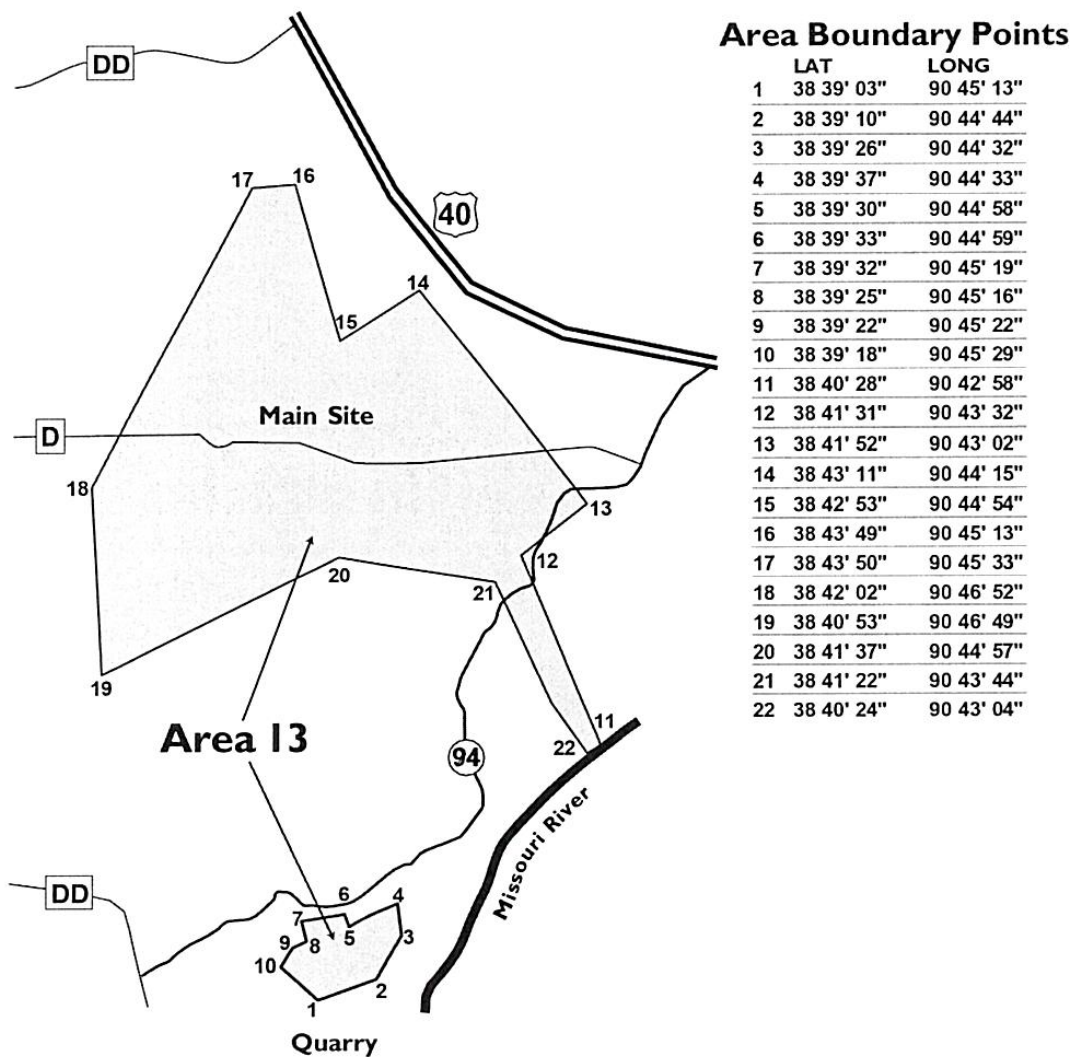 Area Boundary Points
LAT LONG
1 38 39' 03" 90 45' 13"
2 38 39' 10" 90 44' 44"
3 38 39' 26" 90 44' 32"
4 38 39' 37" 90 44' 33"
5 38 39' 30" 90 44' 58"
6 38 39' 33" 90 44' 59"
7 38 39' 32" 90 45' 19"
8 38 39' 25" 90 45' 16"
9 38 39' 22" 90 45' 22"
10 38 39' 18" 90 45' 29"
11 38 40' 28" 90 42' 58"
12 38 41' 31" 90 43' 32"
13 38 41' 52" 90 43' 02"
14 38 43' 11" 90 44' 15"
15 38 42' 53" 90 44' 54"
16 38 43' 49" 90 45' 13"
17 38 43' 50" 90 45' 33"
18 38 42' 02" 90 46' 52"
19 38 40' 53" 90 46' 49"
20 38 41' 37" 90 44' 57"
21 38 41' 22" 90 43' 44"
22 38 40' 24" 90 43' 04"
DD
17
16
40
14
15
Main Site
D
18
13
12
20
21
19
Area 13
11
22
94
Missouri River
DD
6
4
7
5
3
9
8
10
2
1
Quarry